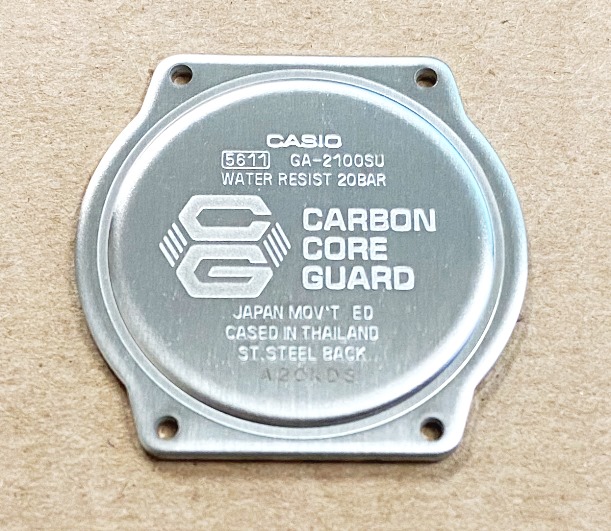 CASIO
5611 GA-2100SU
WATER RESIST 20BAR
CARBON
CORE
GUARD
JAPAN MOV'T ED
CASED IN THAILAND
ST.STEEL BACK